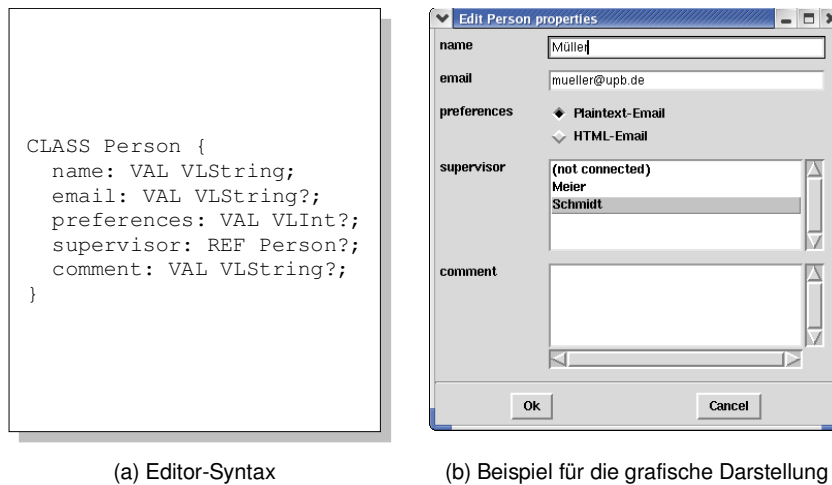 CLASS Person {
name: VAL VLString;
email: VAL VLString?;
preferences: VAL VLInt?;
supervisor: REF Person?;
comment: VAL VLString?;
}
(a) Editor-Syntax
Edit Person properties
name
Müller
email
mueller@upb.de
preferences
Plaintext-Email
HTML-Email
supervisor
(not connected)
Meier
Schmidt
comment
Ok
Cancel
(b) Beispiel für die grafische Darstellung